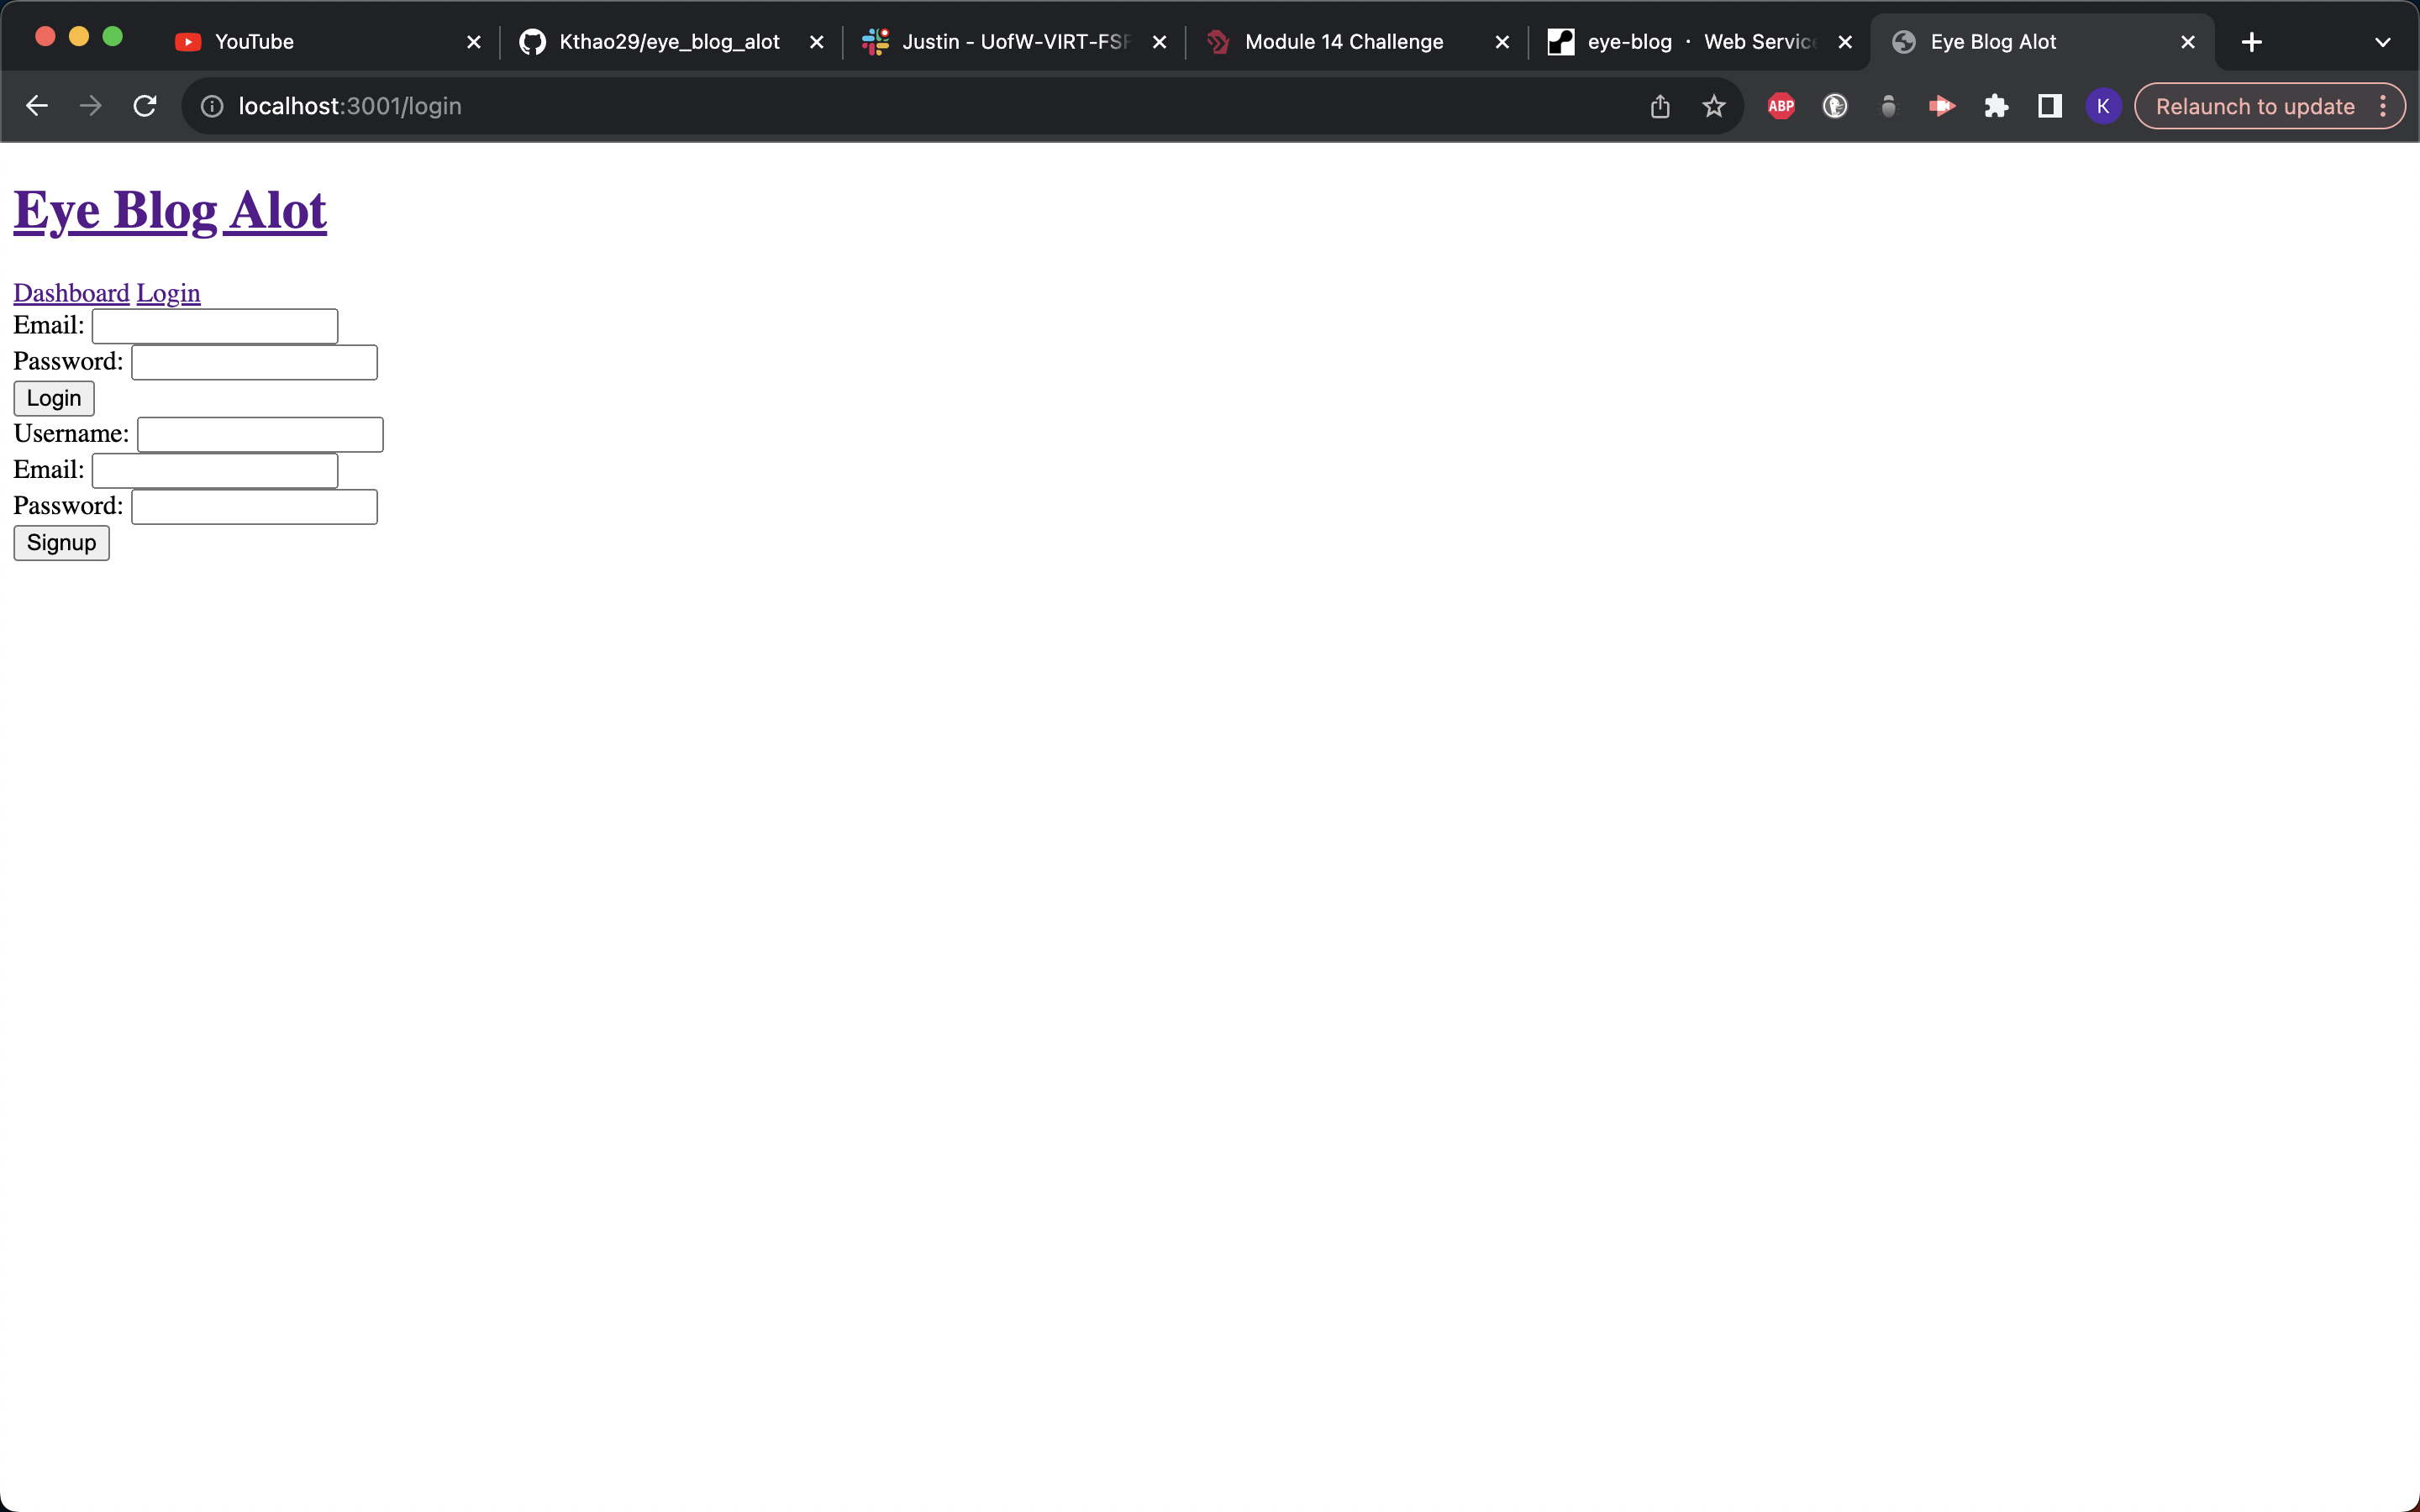 YouTube
Kthao29/eye_blog_alot
Justin - UofW-VIRT-FSF
Module 14 Challenge
eye-blog · Web Service
Eye Blog Alot
localhost:3001/login
ABP
K
Relaunch to update
Eye Blog Alot
Dashboard Login
Email:
Password:
Login
Username:
Email:
Password:
Signup